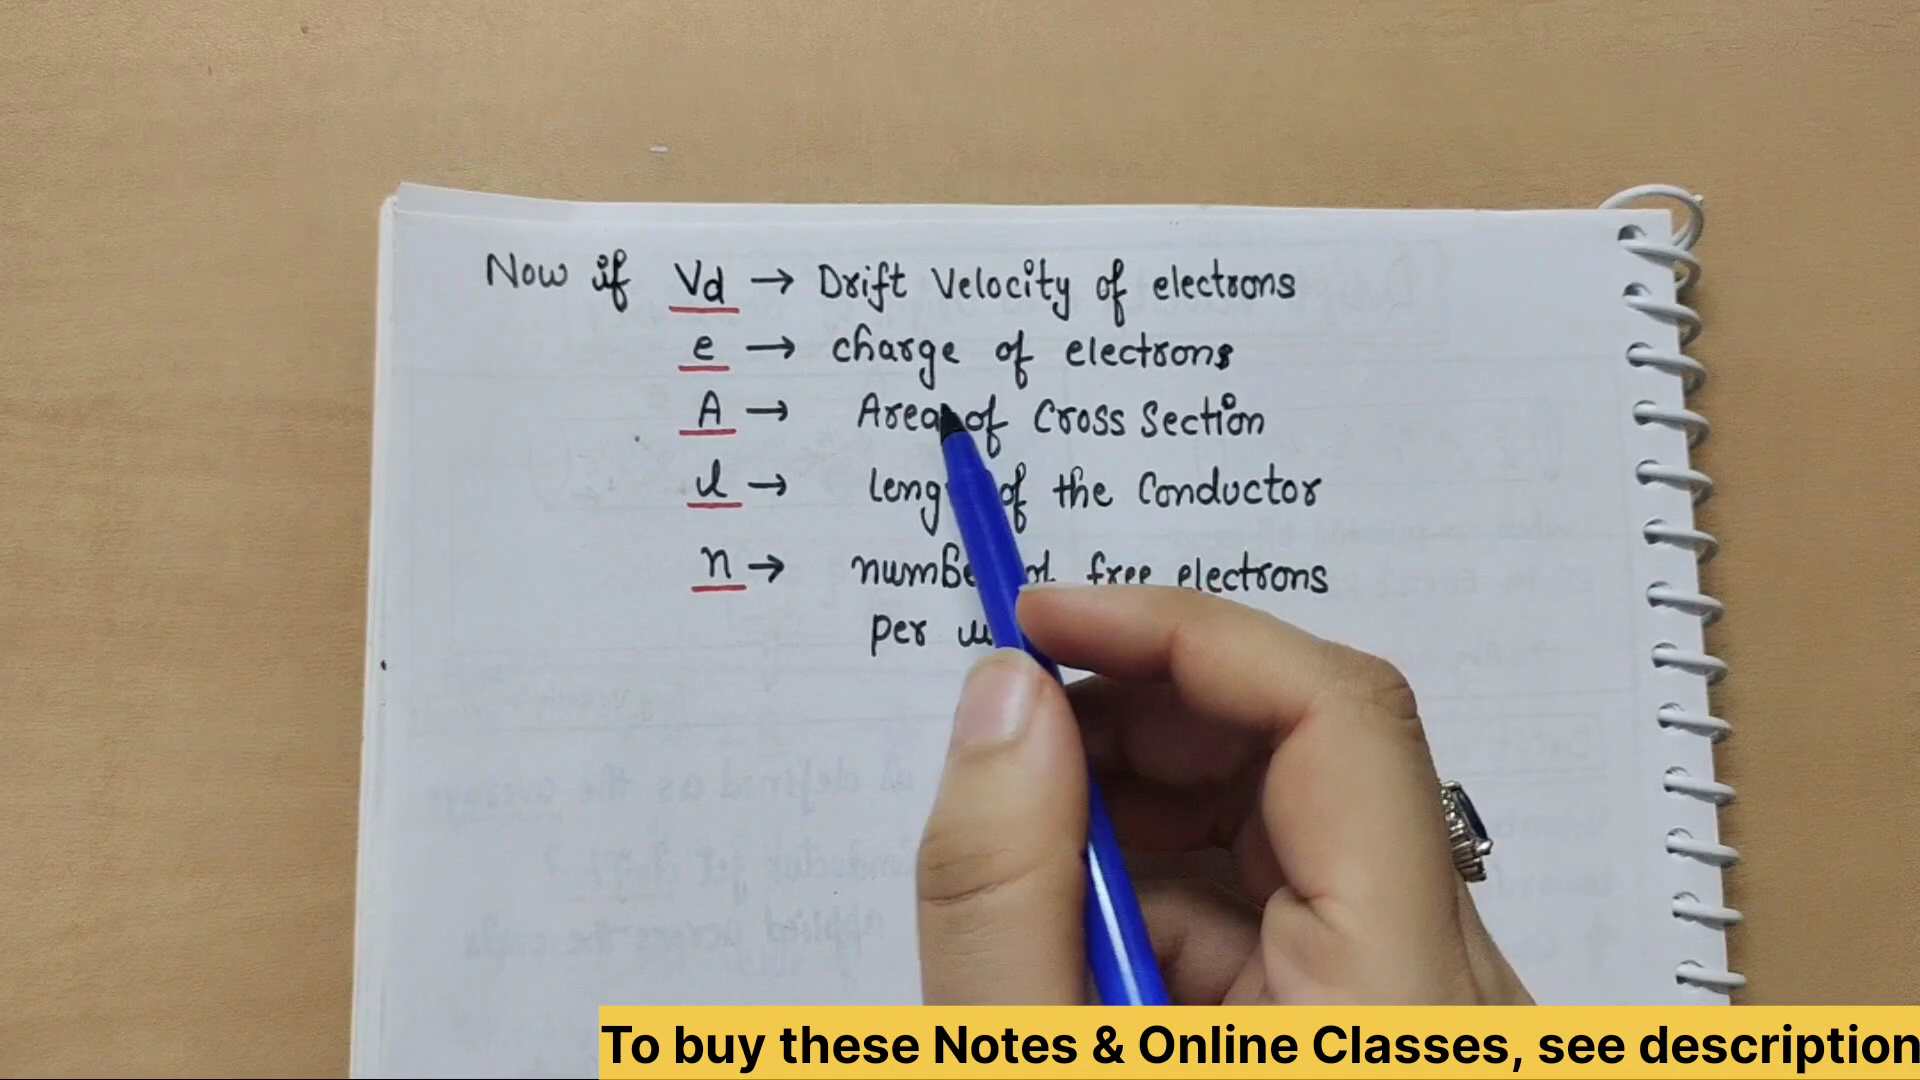 Now if Vd → Drift Velocity of electrons
e → charge of electrons
A → Area of Cross Section
l → of the Conductor
n → free electrons
per
To buy these Notes & Online Classes, see description